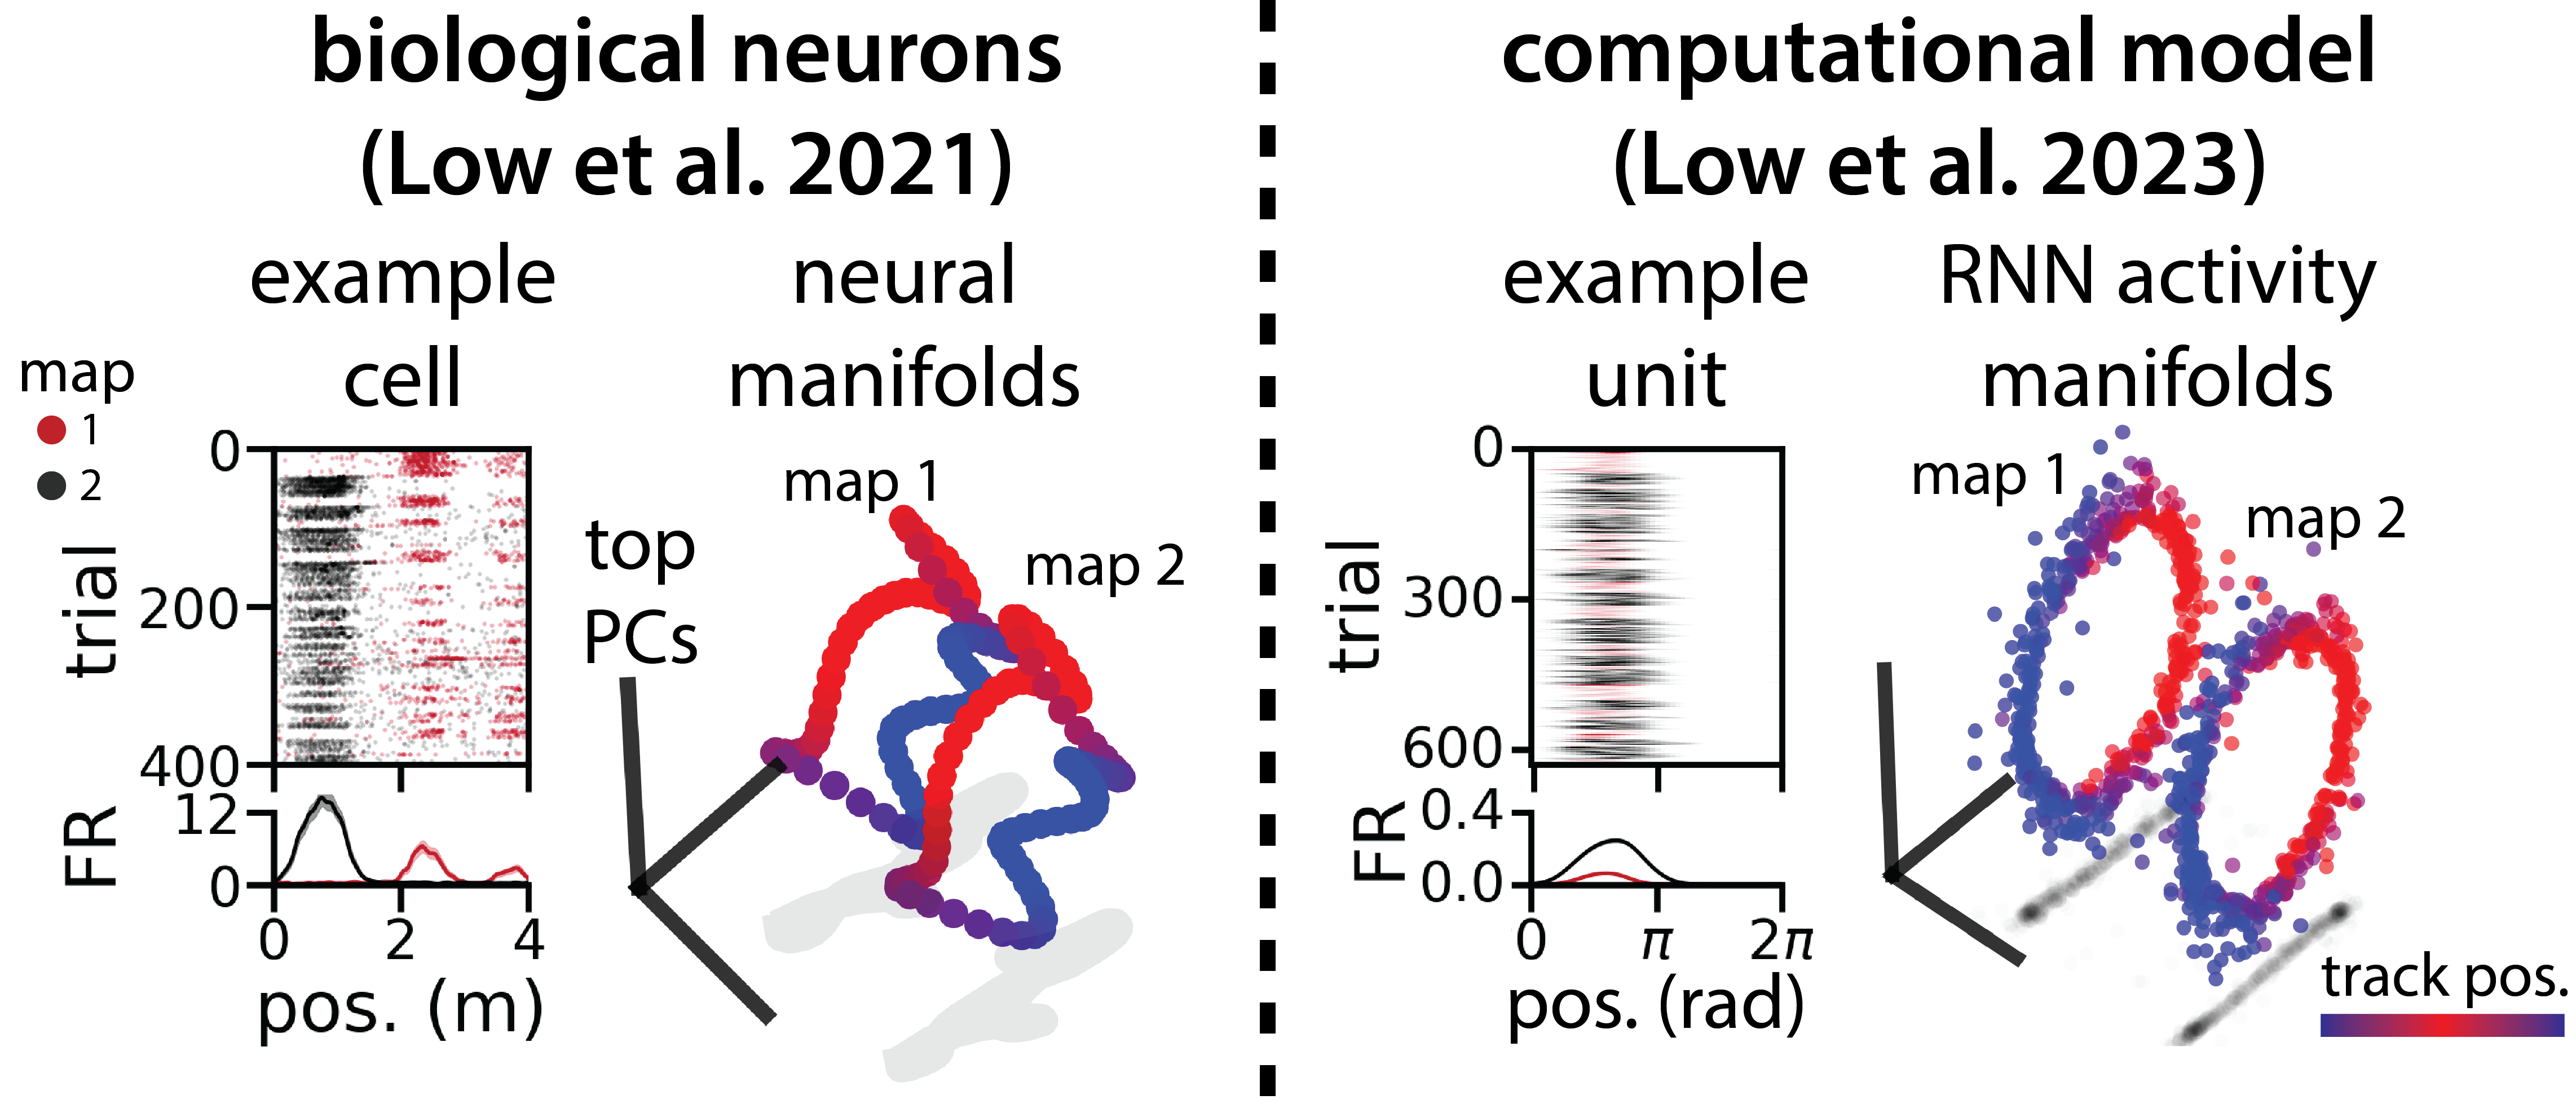 biological neurons
(Low et al. 2021)
example
cell
neural
manifolds
map
1
2
0
200
400
trial
12
0
FR
0 2 4
pos. (m)
top
PCs
map 1
map 2
computational model
(Low et al. 2023)
example
unit
RNN activity
manifolds
0
300
600
trial
0.4
0.0
FR
0 π 2π
pos. (rad)
map 1
map 2
track pos.